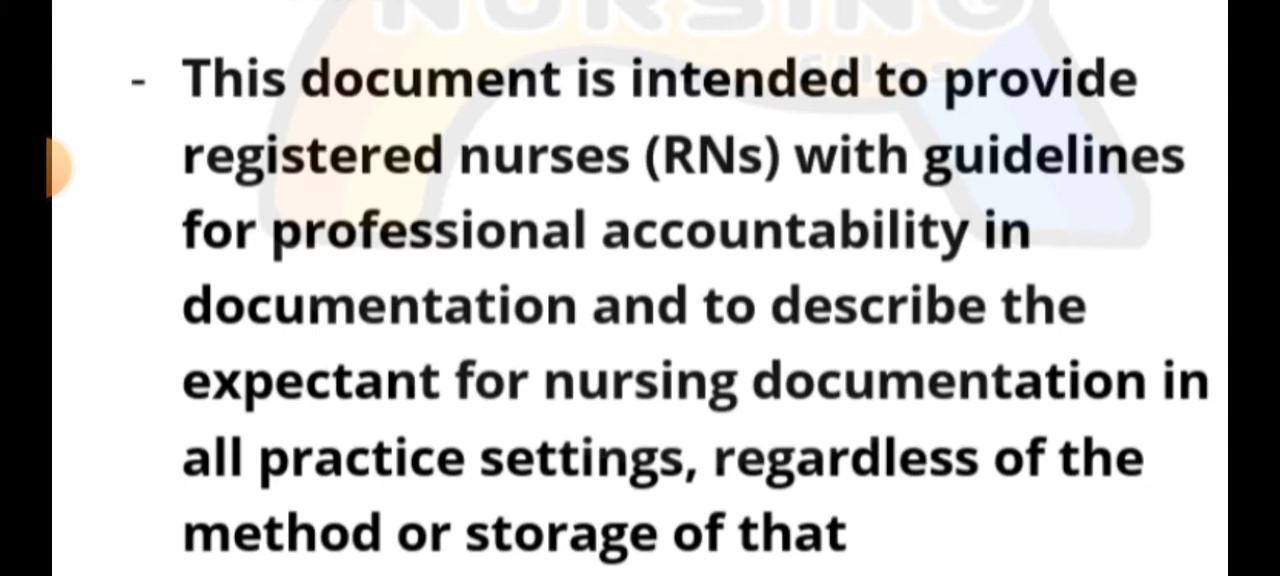 NURSING
- This document is intended to provide
registered nurses (RNs) with guidelines
for professional accountability in
documentation and to describe the
expectant for nursing documentation in
all practice settings, regardless of the
method or storage of that